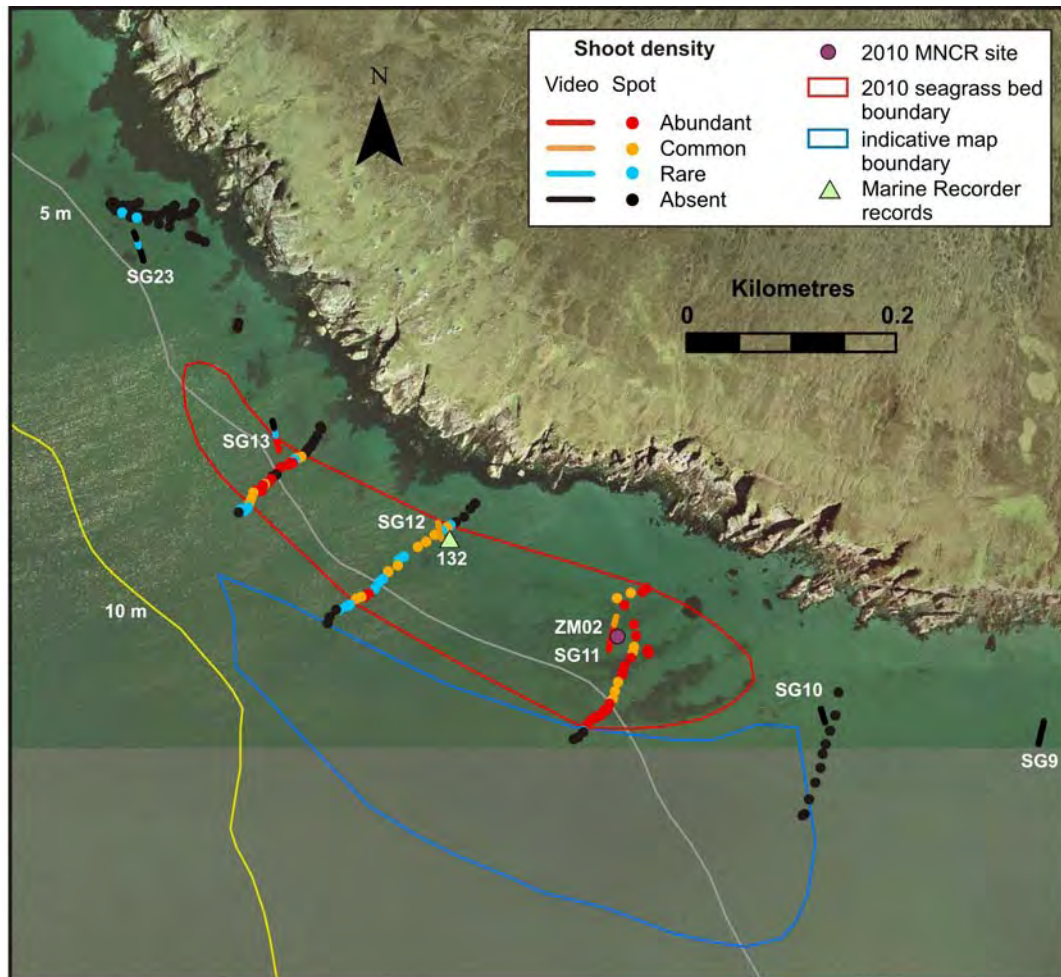 Shoot density
Video Spot
Abundant
Common
Rare
Absent
2010 MNCR site
2010 seagrass bed
boundary
indicative map
boundary
Marine Recorder
records
N
5 m
SG23
Kilometres
0 0.2
SG13
SG12
132
10 m
ZM02
SG11
SG10
SG9